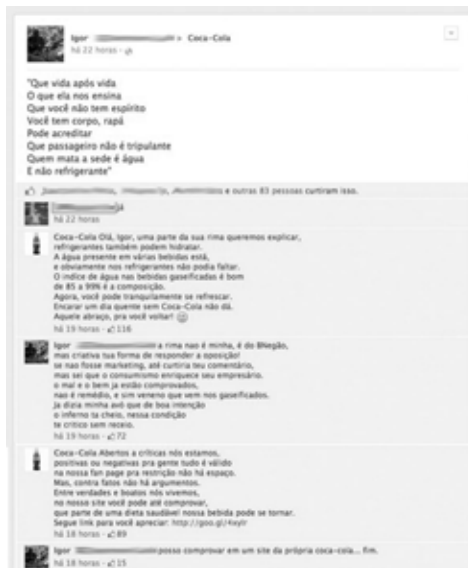 Igor > Coca-Cola
há 22 horas
"Que vida após vida
O que ela nos ensina
Que você não tem espírito
Você tem corpo, rapá
Pode acreditar
Que passageiro não é tripulante
Quem mata a sede é água
E não refrigerante"
e outras 83 pessoas curtiram isso.
há 22 horas
Coca-Cola Olá, Igor, uma parte da sua rima queremos explicar,
refrigerantes também podem hidratar.
A água presente em várias bebidas está,
e obviamente nos refrigerantes não podia faltar.
O índice de água nas bebidas gaseificadas é bom
de 85 a 99% é a composição.
Agora, você pode tranquilamente se refrescar.
Encarar um dia quente sem Coca-Cola não dá.
Aquele abraço, pra você voltar!
há 19 horas · 116
Igor a rima nao é minha, é do BNegão,
mas criativa tua forma de responder a oposição!
se nao fosse marketing, até curtiria teu comentário,
mas sei que o consumismo enriquece seu empresário.
o mal e o bem ja estão comprovados,
nao é remédio, e sim veneno que vem nos gaseificados.
Ja dizia minha avó que de boa intenção
o inferno ta cheio, nessa condição
te critico sem receio.
há 19 horas · 72
Coca-Cola Abertos a críticas nós estamos,
positivas ou negativas pra gente tudo é válido
na nossa fan page pra restrição não há espaço.
Mas, contra fatos não há argumentos.
Entre verdades e boatos nós vivemos,
no nosso site você pode até comprovar,
que parte de uma dieta saudável nossa bebida pode se tornar.
Segue link para você apreciar: http://goo.gl/4xylr
há 18 horas · 89
Igor posso comprovar em um site da própria coca-cola... fim.
há 18 horas · 15